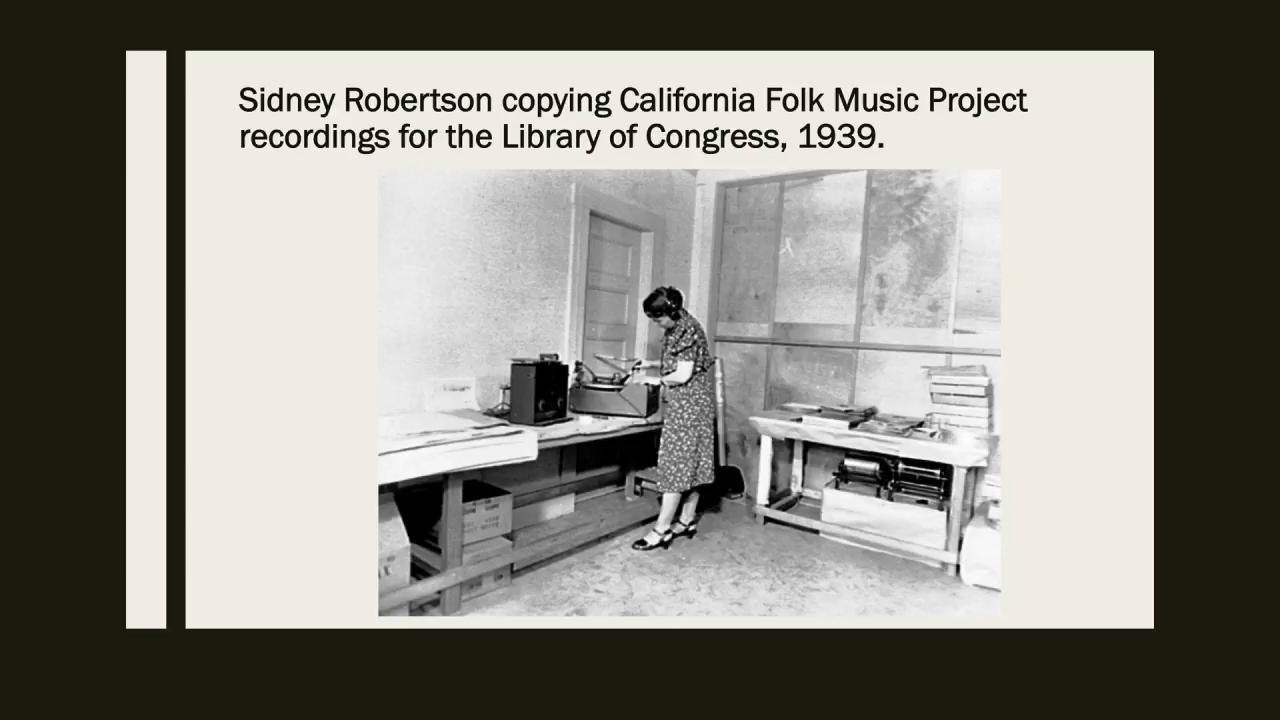 Sidney Robertson copying California Folk Music Project
recordings for the Library of Congress, 1939.